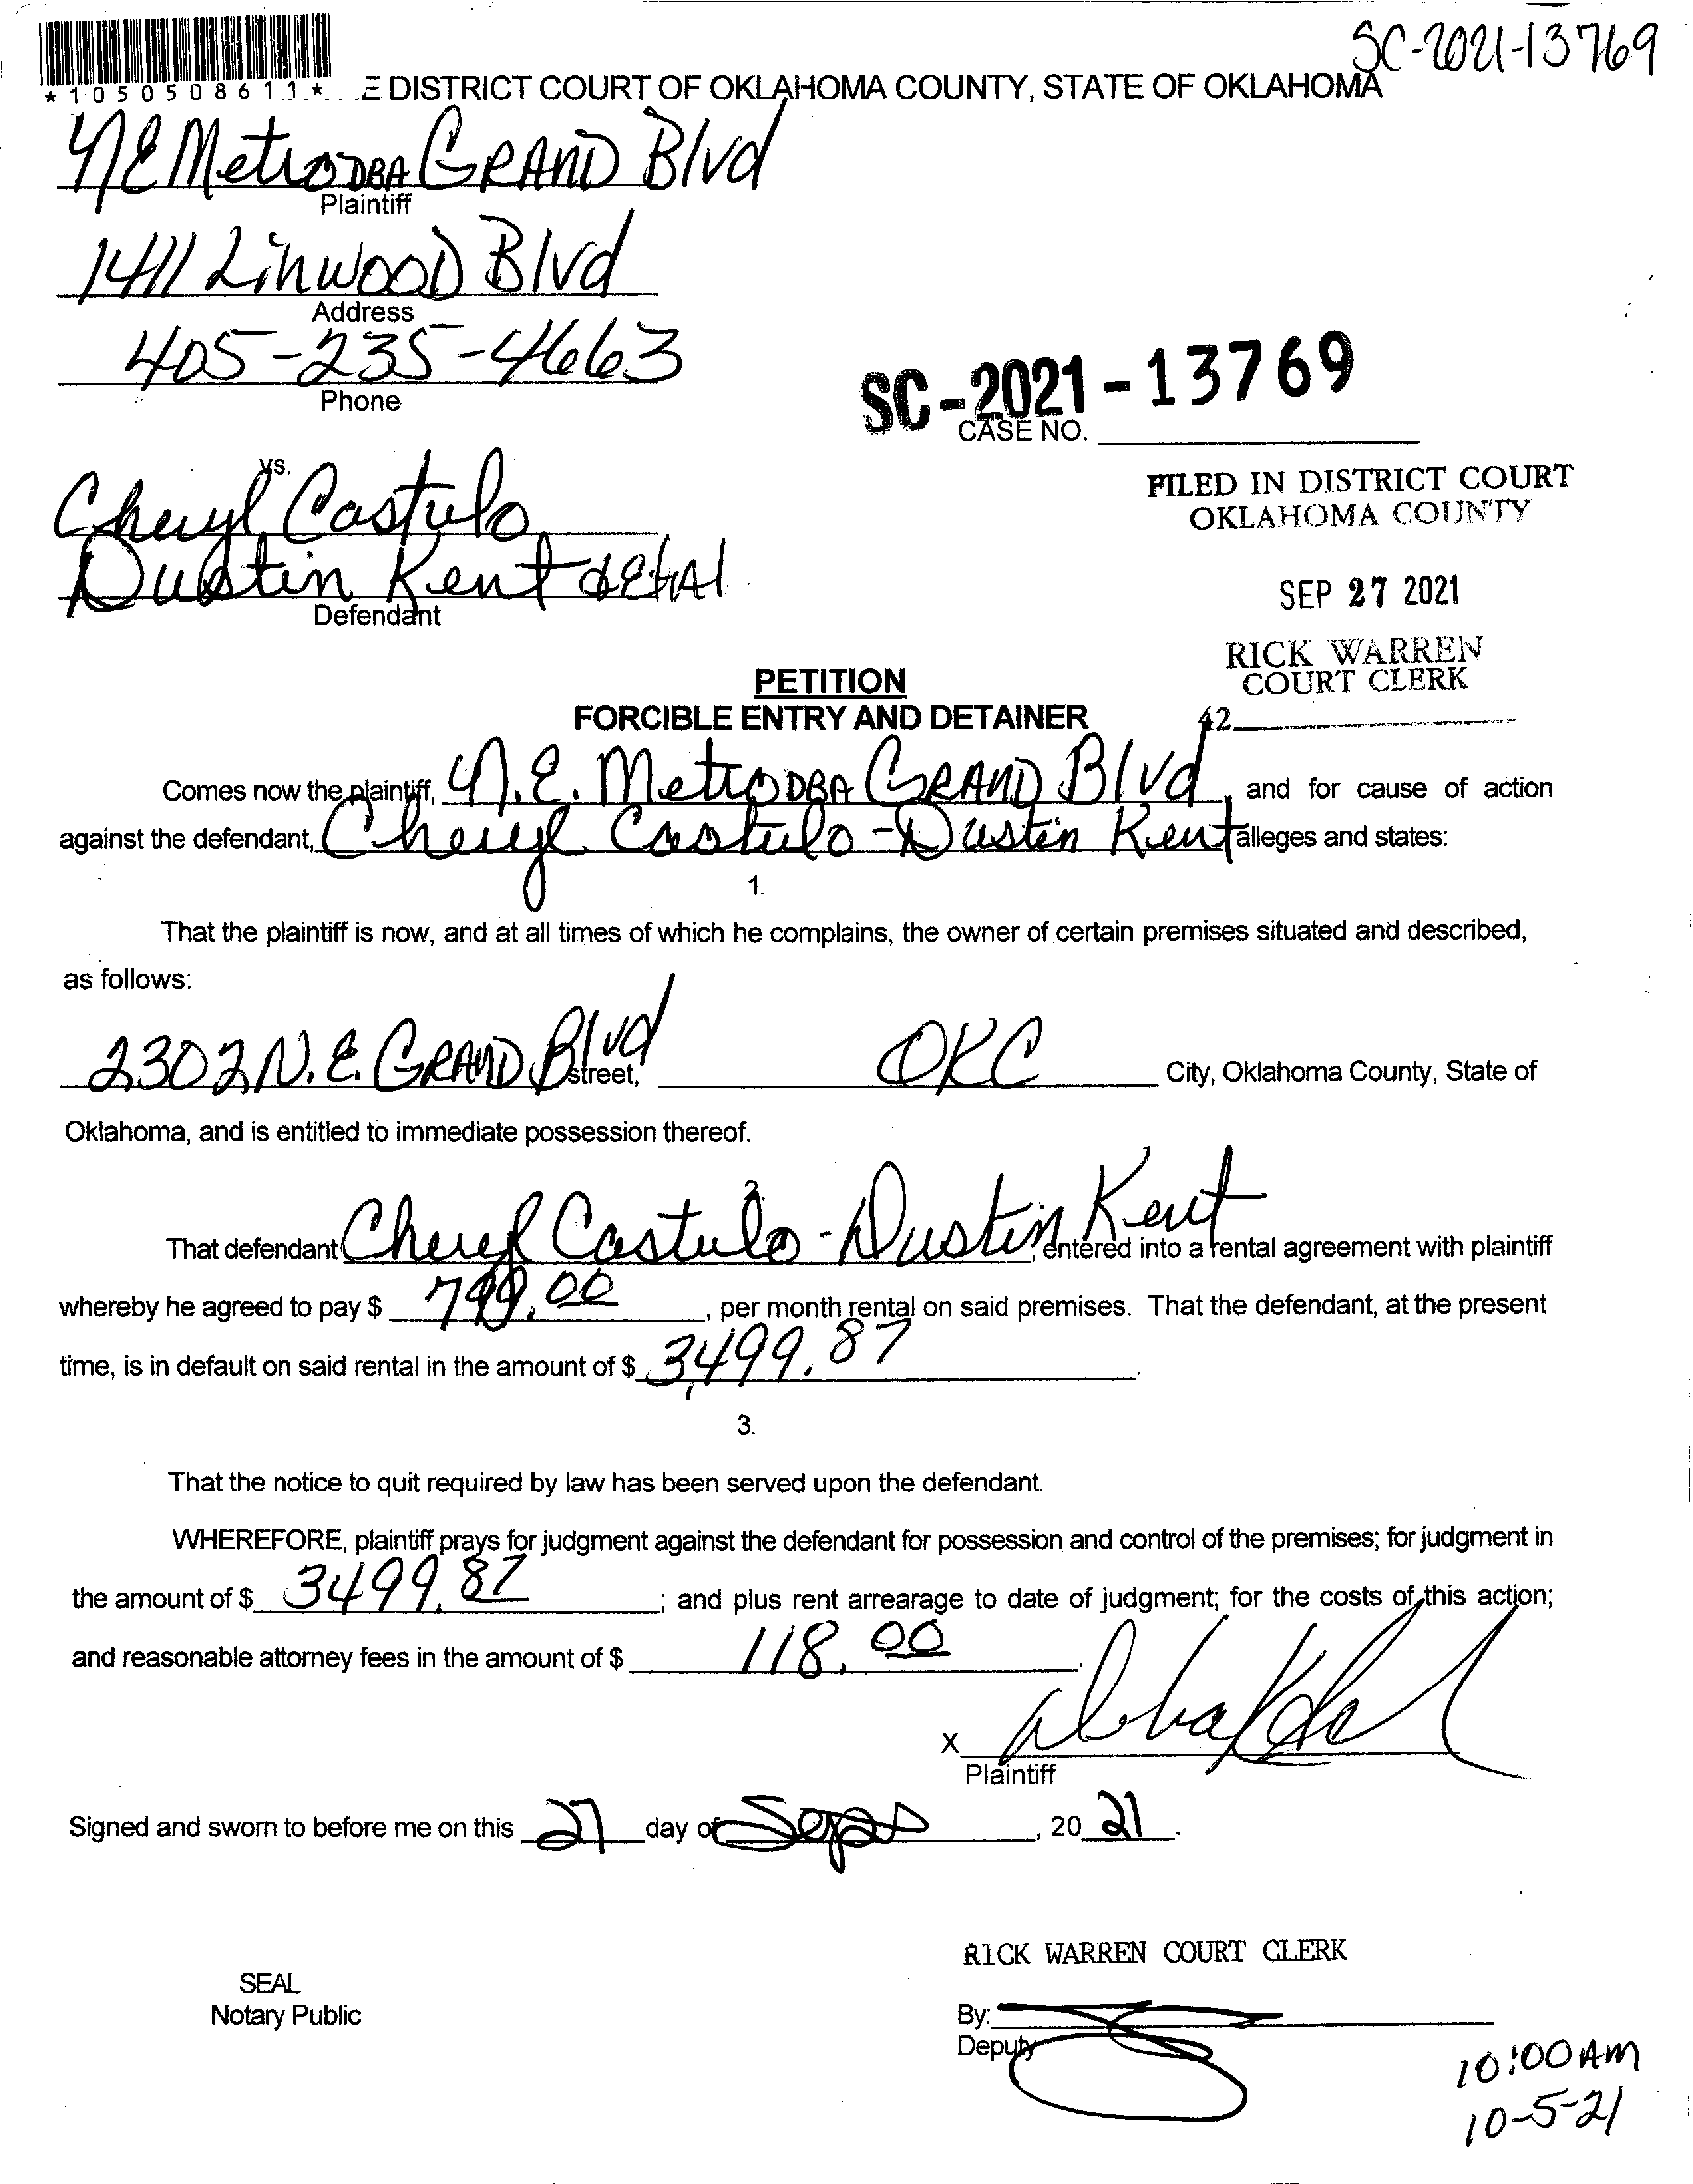 SC-2021-13769
*1050508611* E DISTRICT COURT OF OKLAHOMA COUNTY, STATE OF OKLAHOMA
NE Metro DBA GRAND Blvd
Plaintiff
1411 Linwood Blvd
Address
405-235-4663
Phone
SC-2021-13769
CASE NO.
vs.
Cheryl Castulo
Dustin Kent et Al
Defendant
FILED IN DISTRICT COURT
OKLAHOMA COUNTY
SEP 27 2021
RICK WARREN
COURT CLERK
42
PETITION
FORCIBLE ENTRY AND DETAINER
Comes now the plaintiff, N.E. Metro DBA GRAND Blvd, and for cause of action
against the defendant, Cheryl Castulo-Dustin Kent alleges and states:
1.
That the plaintiff is now, and at all times of which he complains, the owner of certain premises situated and described,
as follows:
2302 N.E. GRAND Blvd Street, OKC City, Oklahoma County, State of
Oklahoma, and is entitled to immediate possession thereof.
2.
That defendant Cheryl Castulo-Dustin Kent, entered into a rental agreement with plaintiff
whereby he agreed to pay $ .00, per month rental on said premises. That the defendant, at the present
time, is in default on said rental in the amount of $ 3,499.87
3.
That the notice to quit required by law has been served upon the defendant.
WHEREFORE, plaintiff prays for judgment against the defendant for possession and control of the premises; for judgment in
the amount of $ 3499.87; and plus rent arrearage to date of judgment; for the costs of this action;
and reasonable attorney fees in the amount of $ 118.00
X
Plaintiff
Signed and sworn to before me on this 27 day of , 20 21.
RICK WARREN COURT CLERK
SEAL
Notary Public
By:
Deputy
10:00 AM
10-5-21